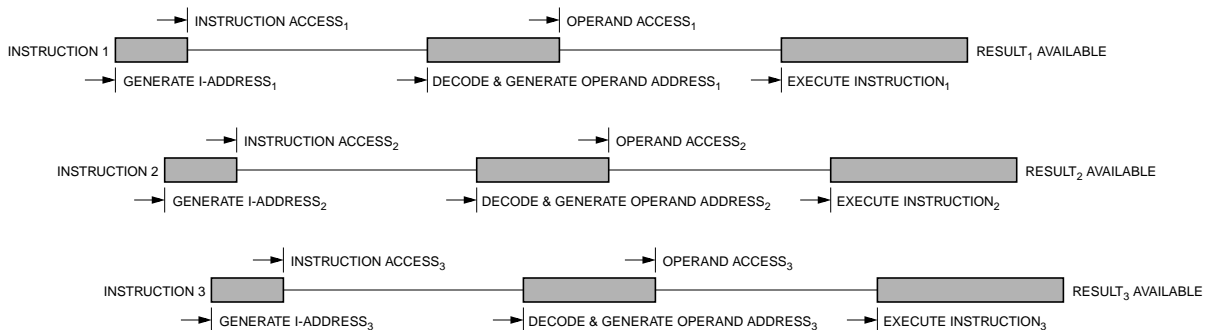 INSTRUCTION ACCESS₁ OPERAND ACCESS₁
INSTRUCTION 1 RESULT₁ AVAILABLE
GENERATE I-ADDRESS₁ DECODE & GENERATE OPERAND ADDRESS₁ EXECUTE INSTRUCTION₁
INSTRUCTION ACCESS₂ OPERAND ACCESS₂
INSTRUCTION 2 RESULT₂ AVAILABLE
GENERATE I-ADDRESS₂ DECODE & GENERATE OPERAND ADDRESS₂ EXECUTE INSTRUCTION₂
INSTRUCTION ACCESS₃ OPERAND ACCESS₃
INSTRUCTION 3 RESULT₃ AVAILABLE
GENERATE I-ADDRESS₃ DECODE & GENERATE OPERAND ADDRESS₃ EXECUTE INSTRUCTION₃